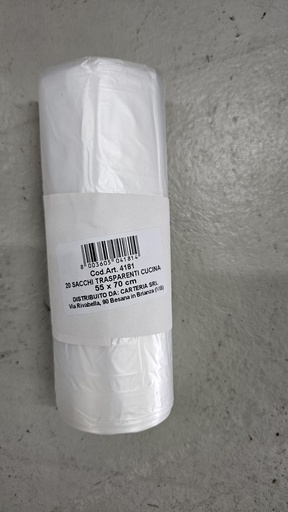 8 003605 041814
Cod.Art. 4181
20 SACCHI TRASPARENTI CUCINA
55 x 70 cm
DISTRIBUITO DA: CARTERIA SRL
Via Rivabella, 90 Besana in Brianza (MB)